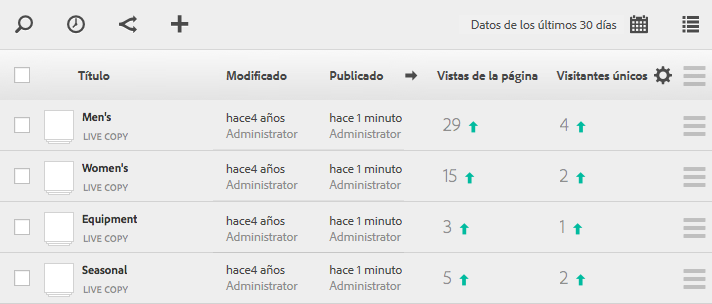 Datos de los últimos 30 días
Título Modificado Publicado Vistas de la página Visitantes únicos
Men's hace4 años hace 1 minuto 29 4
LIVE COPY Administrator Administrator
Women's hace4 años hace 1 minuto 15 2
LIVE COPY Administrator Administrator
Equipment hace4 años hace 1 minuto 3 1
LIVE COPY Administrator Administrator
Seasonal hace4 años hace 1 minuto 5 2
LIVE COPY Administrator Administrator